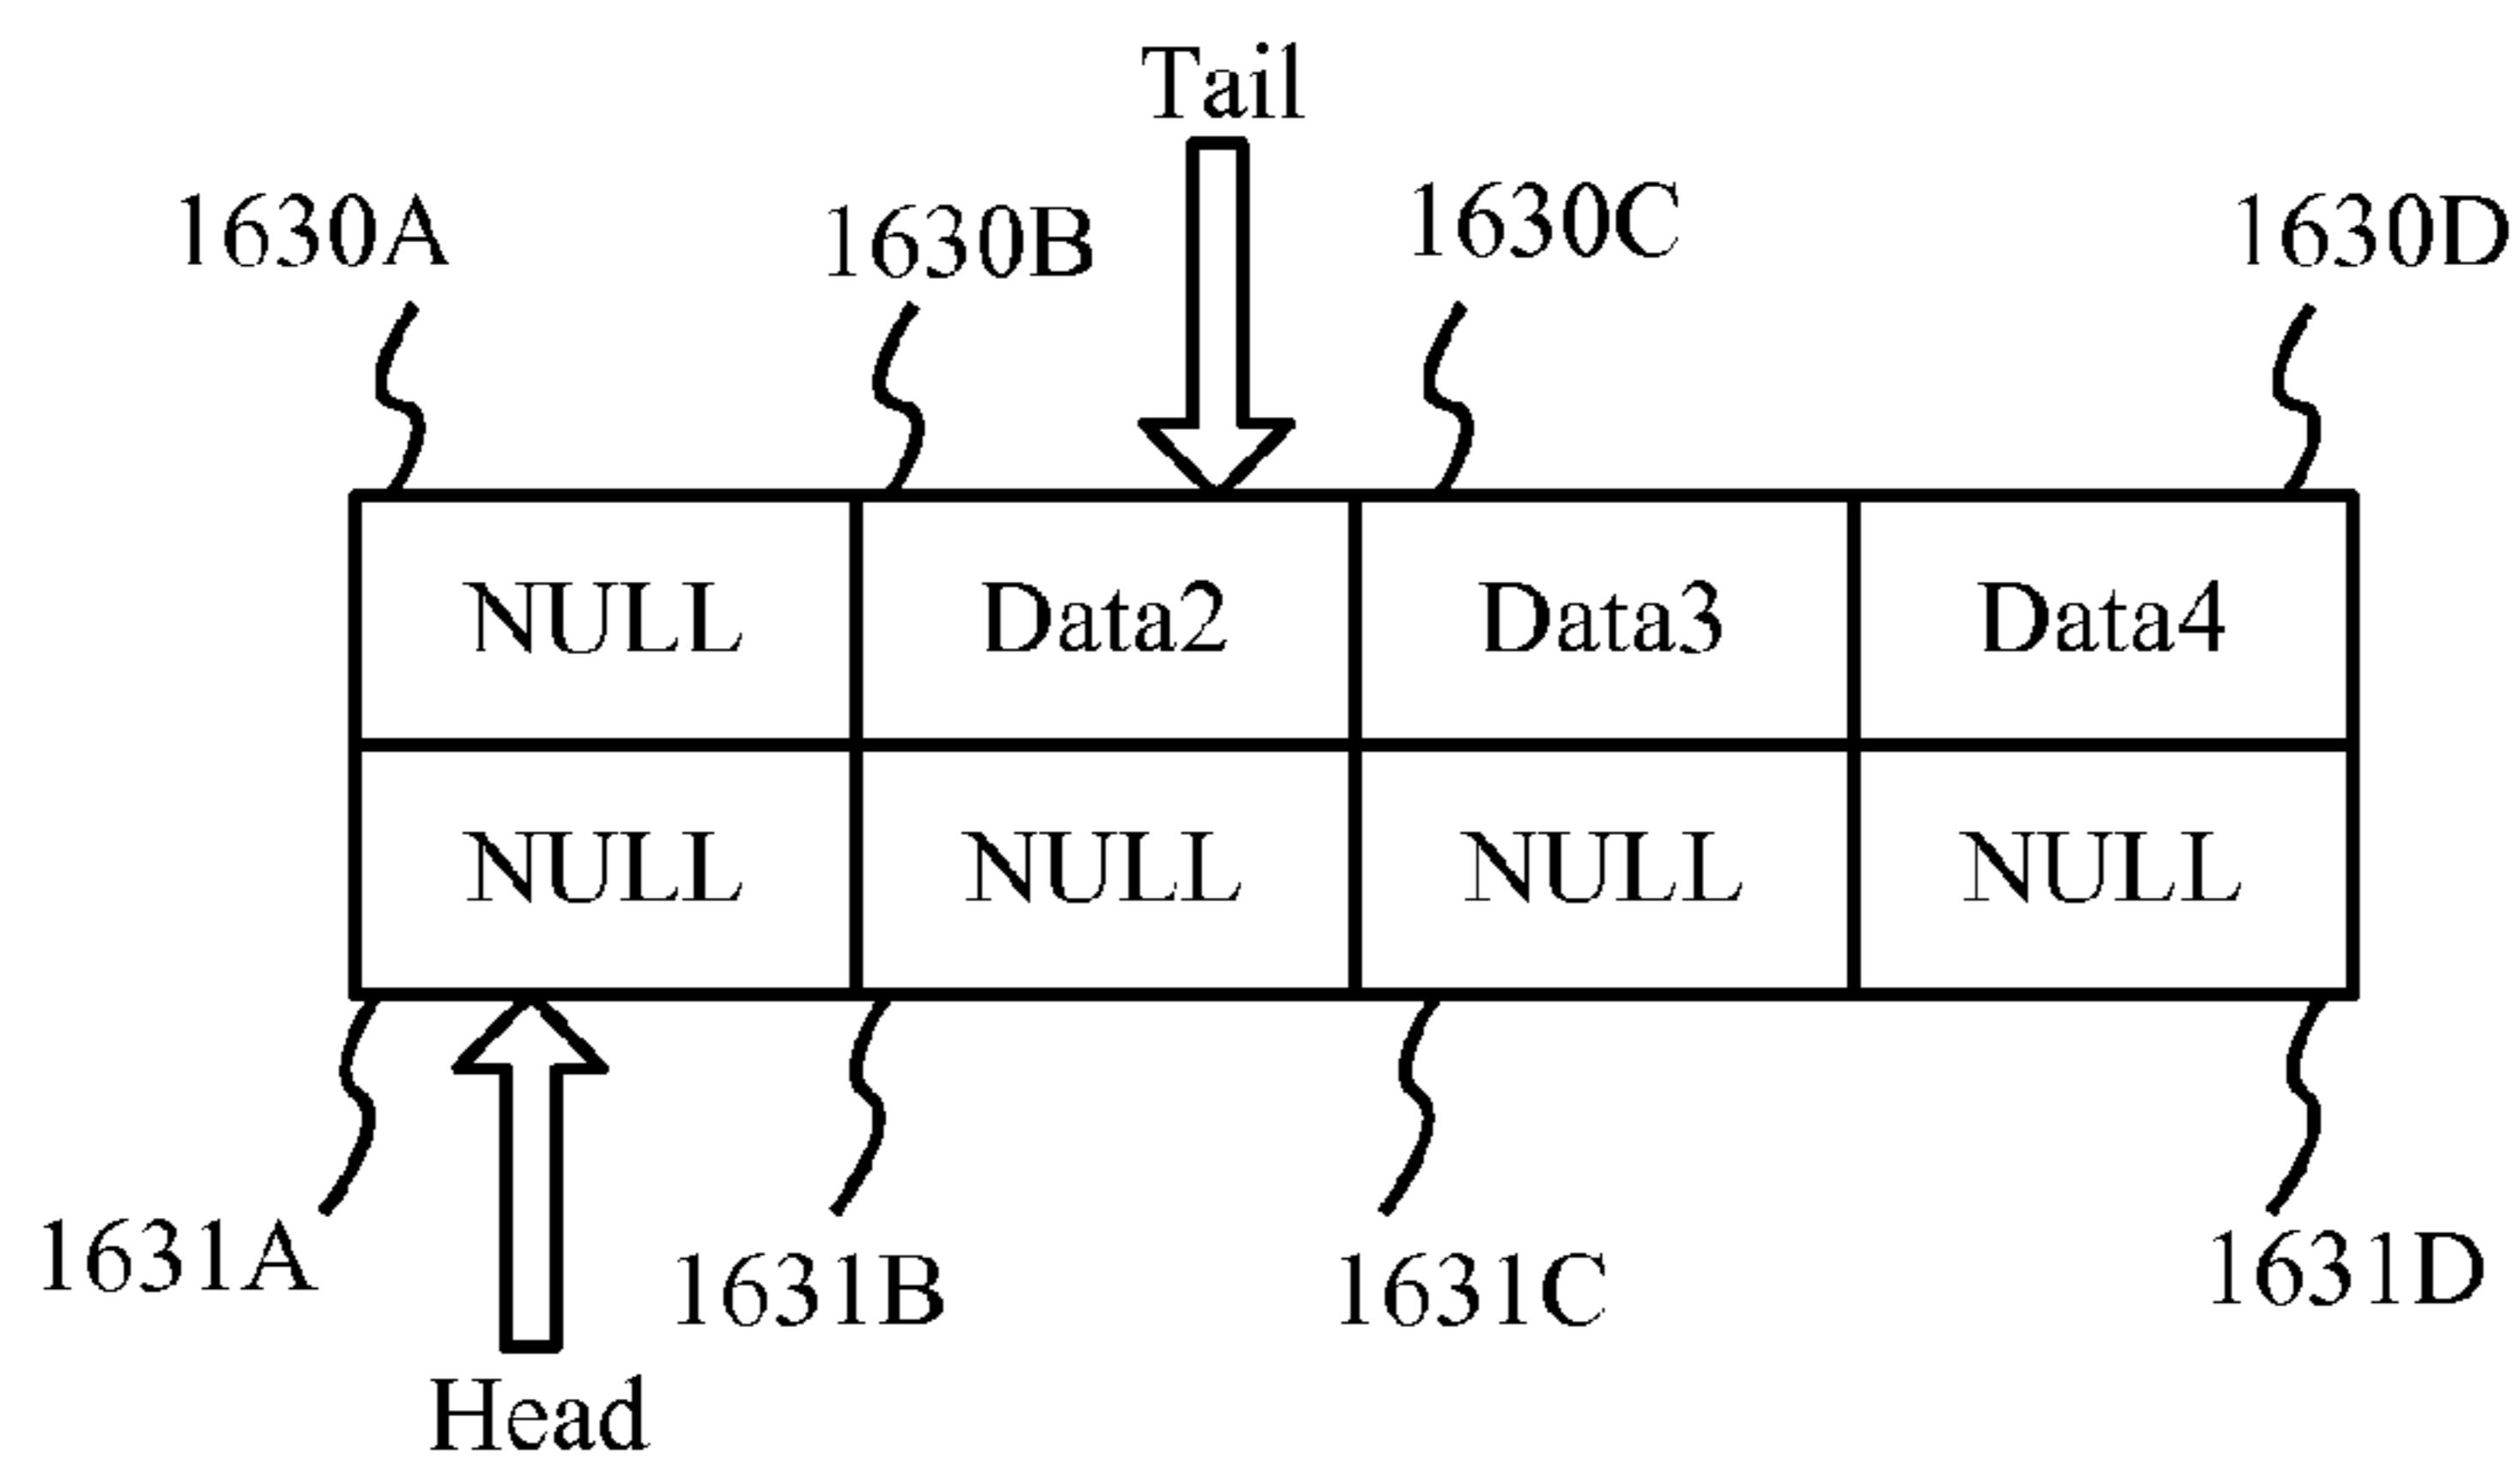 Tail
1630A 1630B 1630C 1630D
NULL Data2 Data3 Data4
NULL NULL NULL NULL
1631A 1631B 1631C 1631D
Head